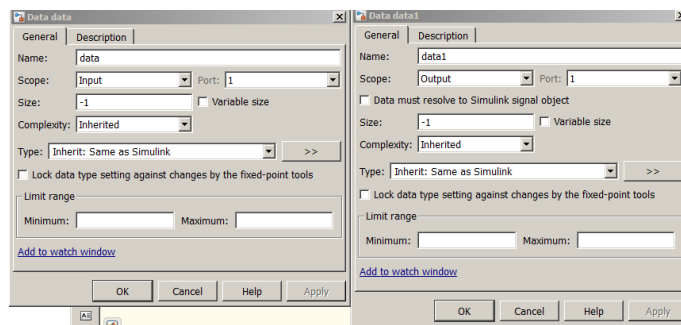 Data data
General Description
Name: data
Scope: Input Port: 1
Size: -1 Variable size
Complexity: Inherited
Type: Inherit: Same as Simulink >>
Lock data type setting against changes by the fixed-point tools
Limit range
Minimum: Maximum:
Add to watch window
OK Cancel Help Apply
Data data1
General Description
Name: data1
Scope: Output Port: 1
Data must resolve to Simulink signal object
Size: -1 Variable size
Complexity: Inherited
Type: Inherit: Same as Simulink >>
Lock data type setting against changes by the fixed-point tools
Limit range
Minimum: Maximum:
Add to watch window
OK Cancel Help Apply